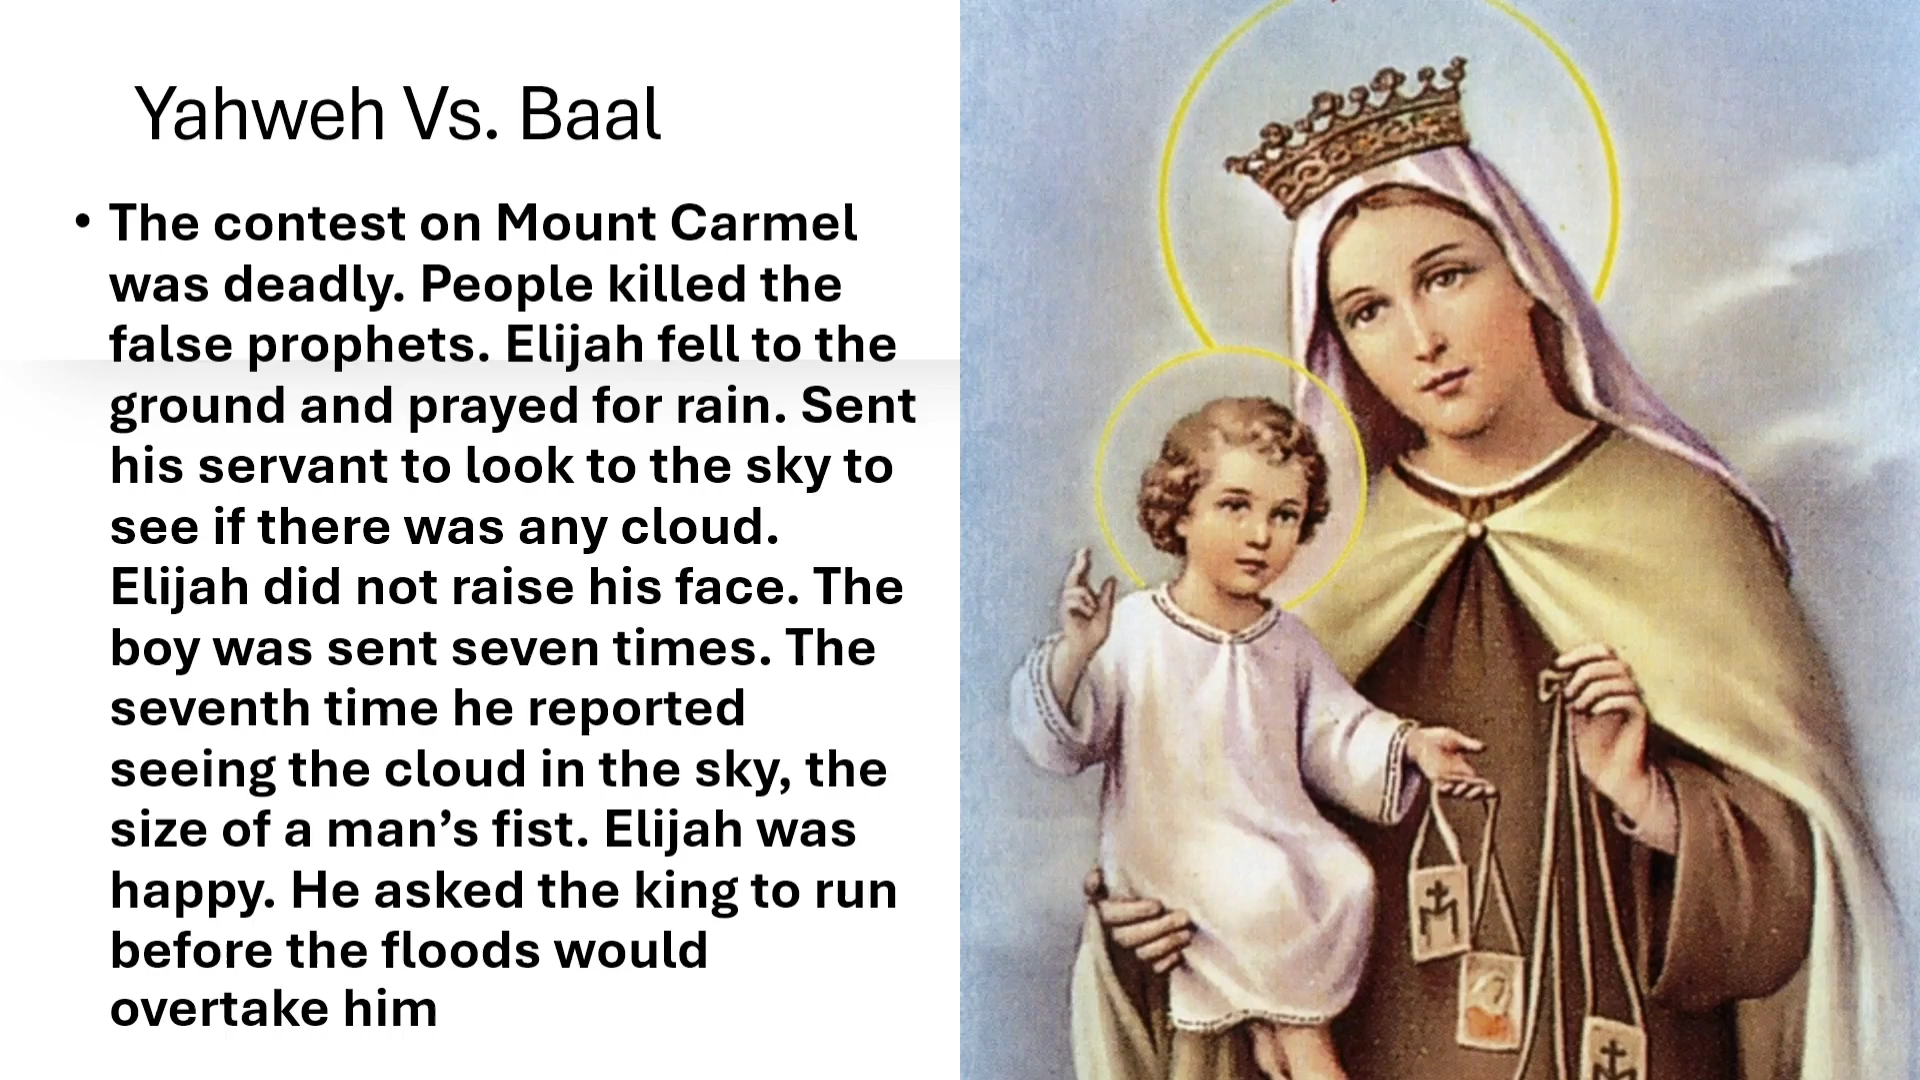 Yahweh Vs. Baal
• The contest on Mount Carmel
was deadly. People killed the
false prophets. Elijah fell to the
ground and prayed for rain. Sent
his servant to look to the sky to
see if there was any cloud.
Elijah did not raise his face. The
boy was sent seven times. The
seventh time he reported
seeing the cloud in the sky, the
size of a man’s fist. Elijah was
happy. He asked the king to run
before the floods would
overtake him